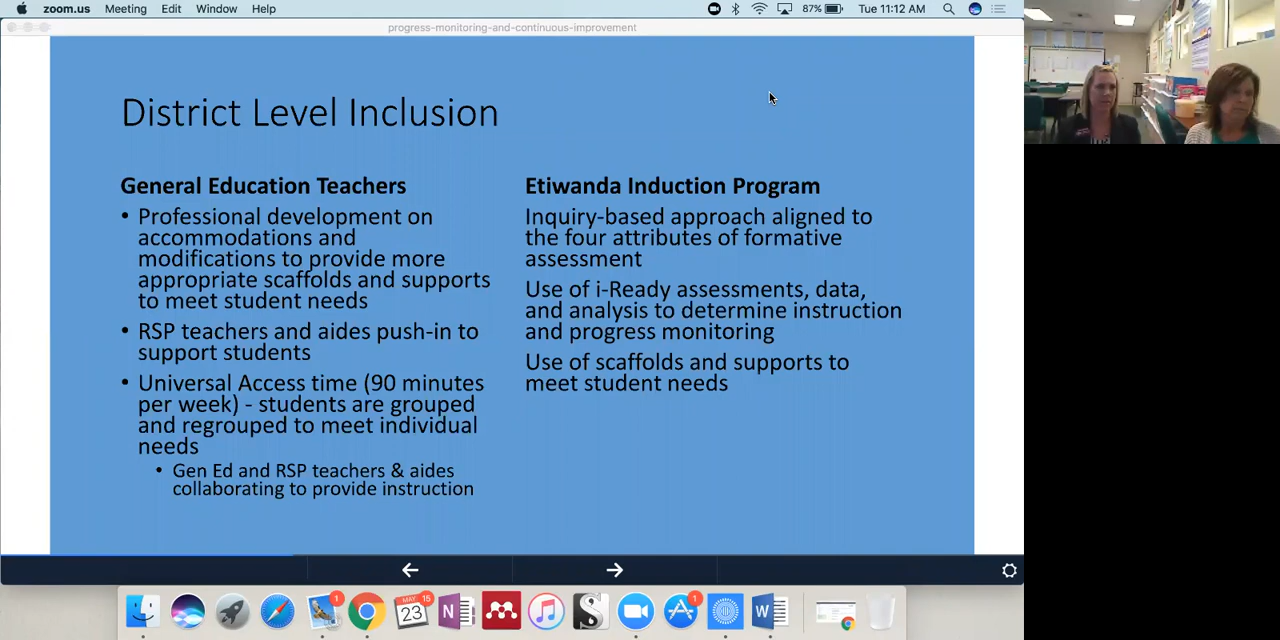 zoom.us Meeting Edit Window Help 87% Tue 11:12 AM
progress-monitoring-and-continuous-improvement
District Level Inclusion
General Education Teachers
• Professional development on
accommodations and
modifications to provide more
appropriate scaffolds and supports
to meet student needs
• RSP teachers and aides push-in to
support students
• Universal Access time (90 minutes
per week) - students are grouped
and regrouped to meet individual
needs
• Gen Ed and RSP teachers & aides
collaborating to provide instruction
Etiwanda Induction Program
Inquiry-based approach aligned to
the four attributes of formative
assessment
Use of i-Ready assessments, data,
and analysis to determine instruction
and progress monitoring
Use of scaffolds and supports to
meet student needs
1
MAY 15
23
N
S
1
W